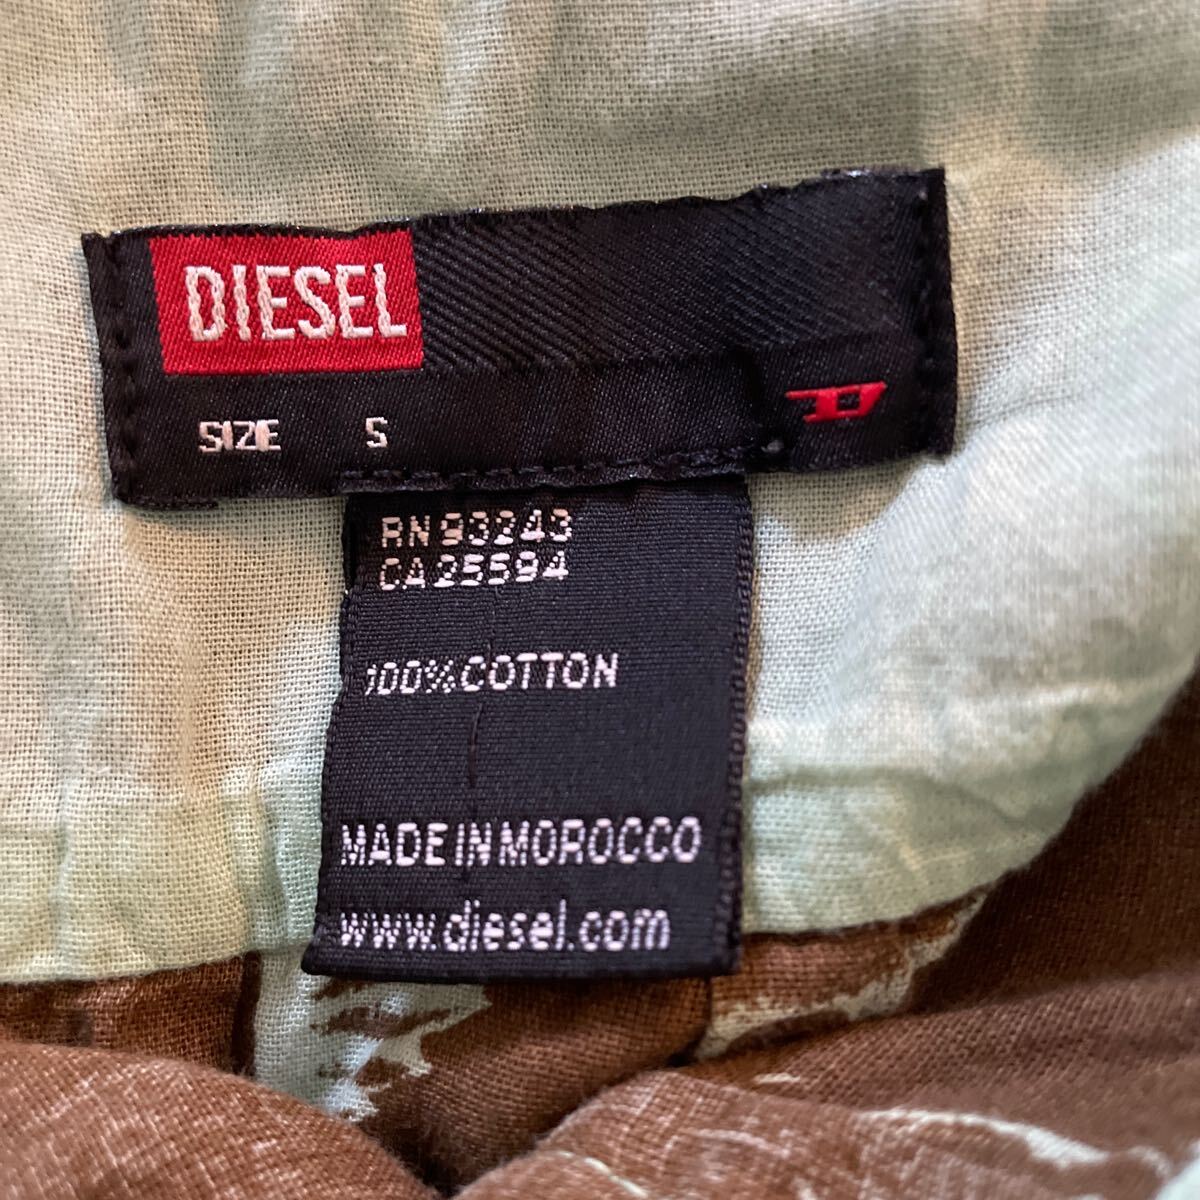 DIESEL
SIZE S
RN 93243
CA 25594
100% COTTON
MADE IN MOROCCO
www.diesel.com